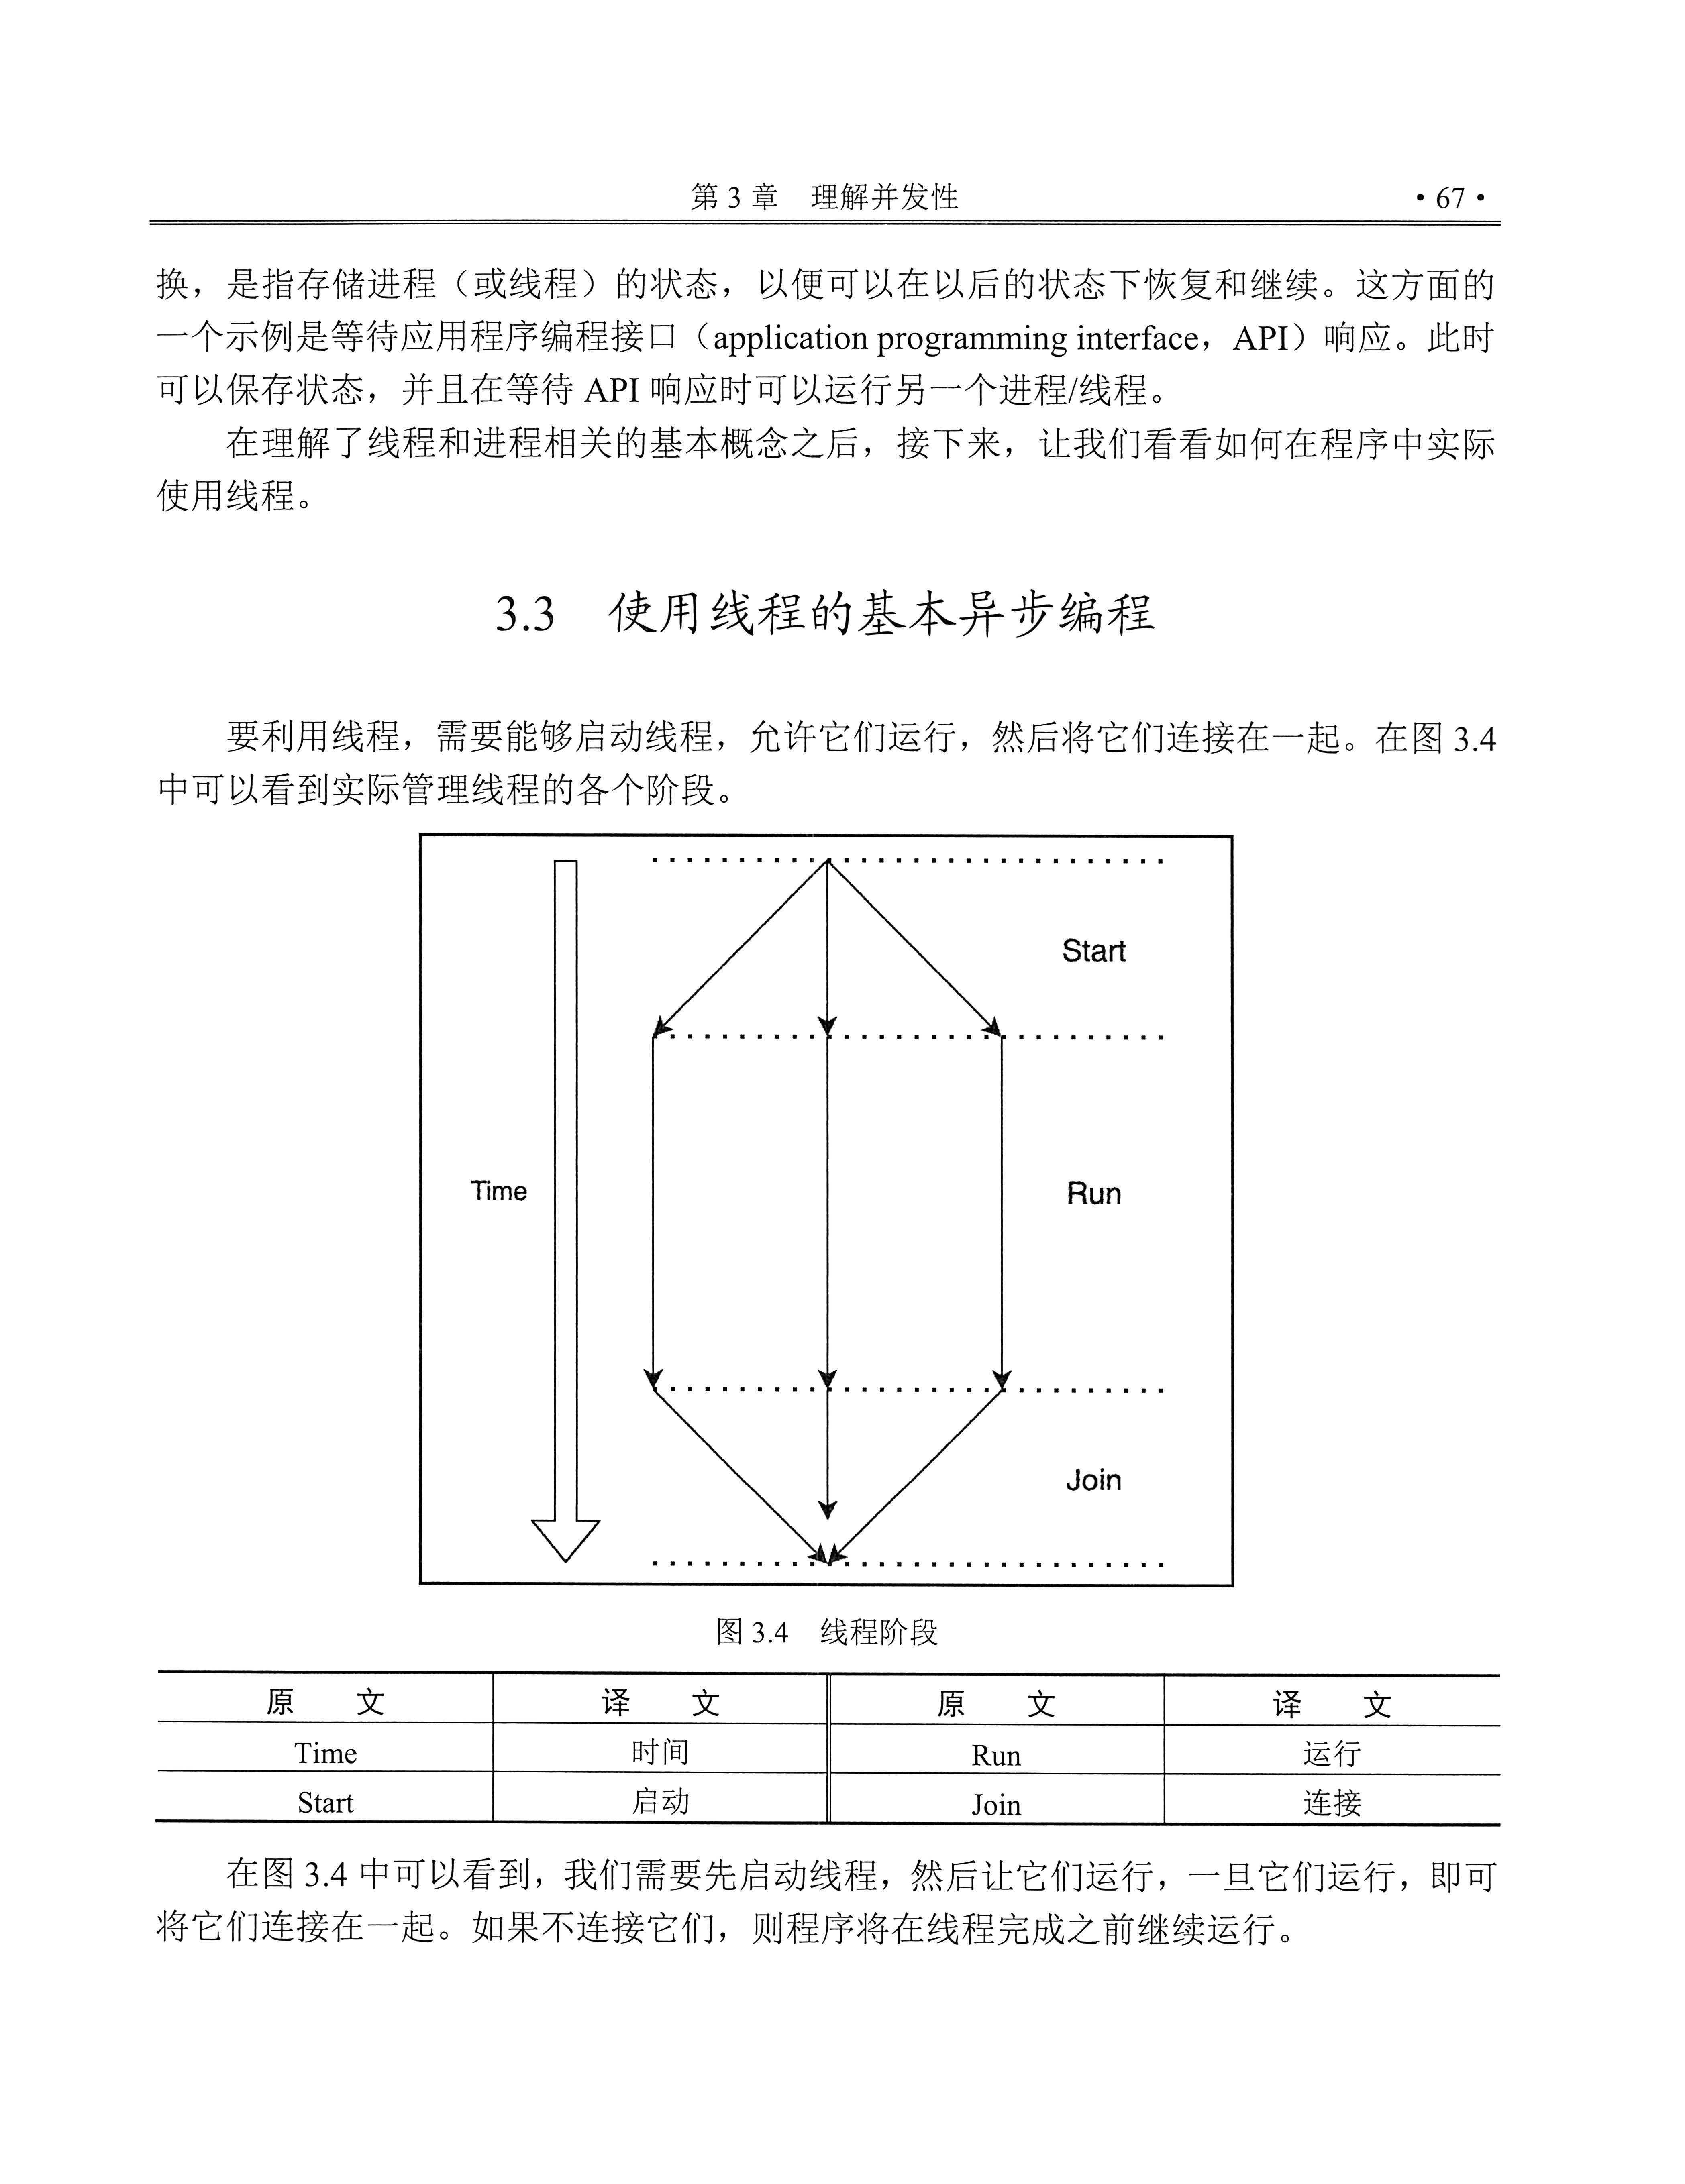 第 3 章 理解并发性 ·67·
换，是指存储进程（或线程）的状态，以便可以在以后的状态下恢复和继续。这方面的
一个示例是等待应用程序编程接口（application programming interface，API）响应。此时
可以保存状态，并且在等待 API 响应时可以运行另一个进程/线程。
在理解了线程和进程相关的基本概念之后，接下来，让我们看看如何在程序中实际
使用线程。
3.3 使用线程的基本异步编程
要利用线程，需要能够启动线程，允许它们运行，然后将它们连接在一起。在图 3.4
中可以看到实际管理线程的各个阶段。
Start
Time
Run
Join
图 3.4 线程阶段
原 文 译 文 原 文 译 文
Time 时间 Run 运行
Start 启动 Join 连接
在图 3.4 中可以看到，我们需要先启动线程，然后让它们运行，一旦它们运行，即可
将它们连接在一起。如果不连接它们，则程序将在线程完成之前继续运行。